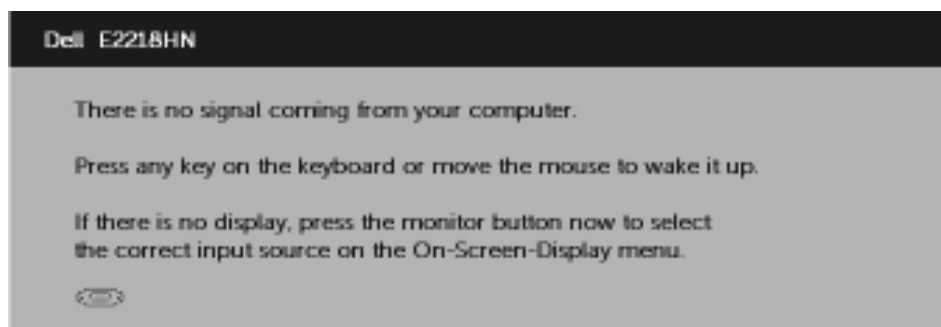 Dell E2218HN
There is no signal coming from your computer.
Press any key on the keyboard or move the mouse to wake it up.
If there is no display, press the monitor button now to select
the correct input source on the On-Screen-Display menu.